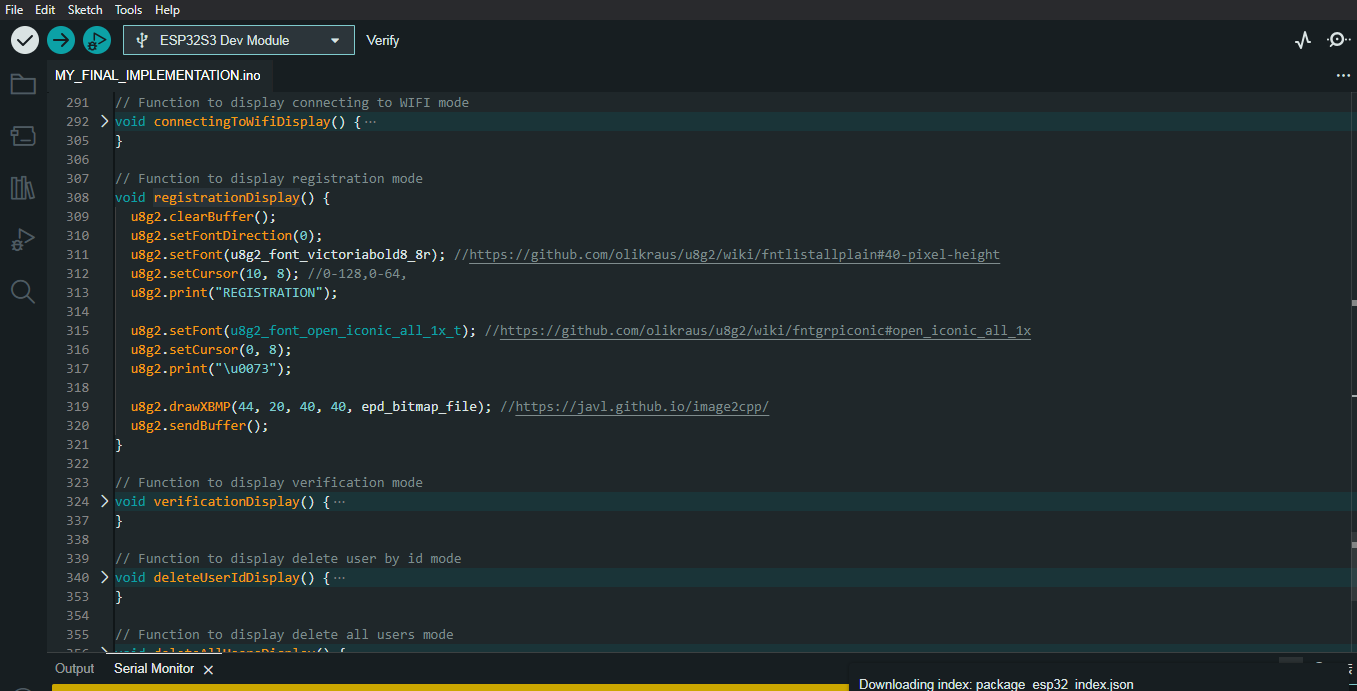 File Edit Sketch Tools Help
ESP32S3 Dev Module Verify
MY_FINAL_IMPLEMENTATION.ino
291 // Function to display connecting to WIFI mode
292 void connectingToWifiDisplay() { ···
305 }
306
307 // Function to display registration mode
308 void registrationDisplay() {
309 u8g2.clearBuffer();
310 u8g2.setFontDirection(0);
311 u8g2.setFont(u8g2_font_victoriabold8_8r); //https://github.com/olikraus/u8g2/wiki/fntlistallplain#40-pixel-height
312 u8g2.setCursor(10, 8); //0-128,0-64,
313 u8g2.print("REGISTRATION");
314
315 u8g2.setFont(u8g2_font_open_iconic_all_1x_t); //https://github.com/olikraus/u8g2/wiki/fntgrpiconic#open_iconic_all_1x
316 u8g2.setCursor(0, 8);
317 u8g2.print("\u0073");
318
319 u8g2.drawXBMP(44, 20, 40, 40, epd_bitmap_file); //https://javl.github.io/image2cpp/
320 u8g2.sendBuffer();
321 }
322
323 // Function to display verification mode
324 void verificationDisplay() { ···
337 }
338
339 // Function to display delete user by id mode
340 void deleteUserIdDisplay() { ···
353 }
354
355 // Function to display delete all users mode
356 void deleteAllUsersDisplay() {
Output Serial Monitor
Downloading index: package_esp32_index.json